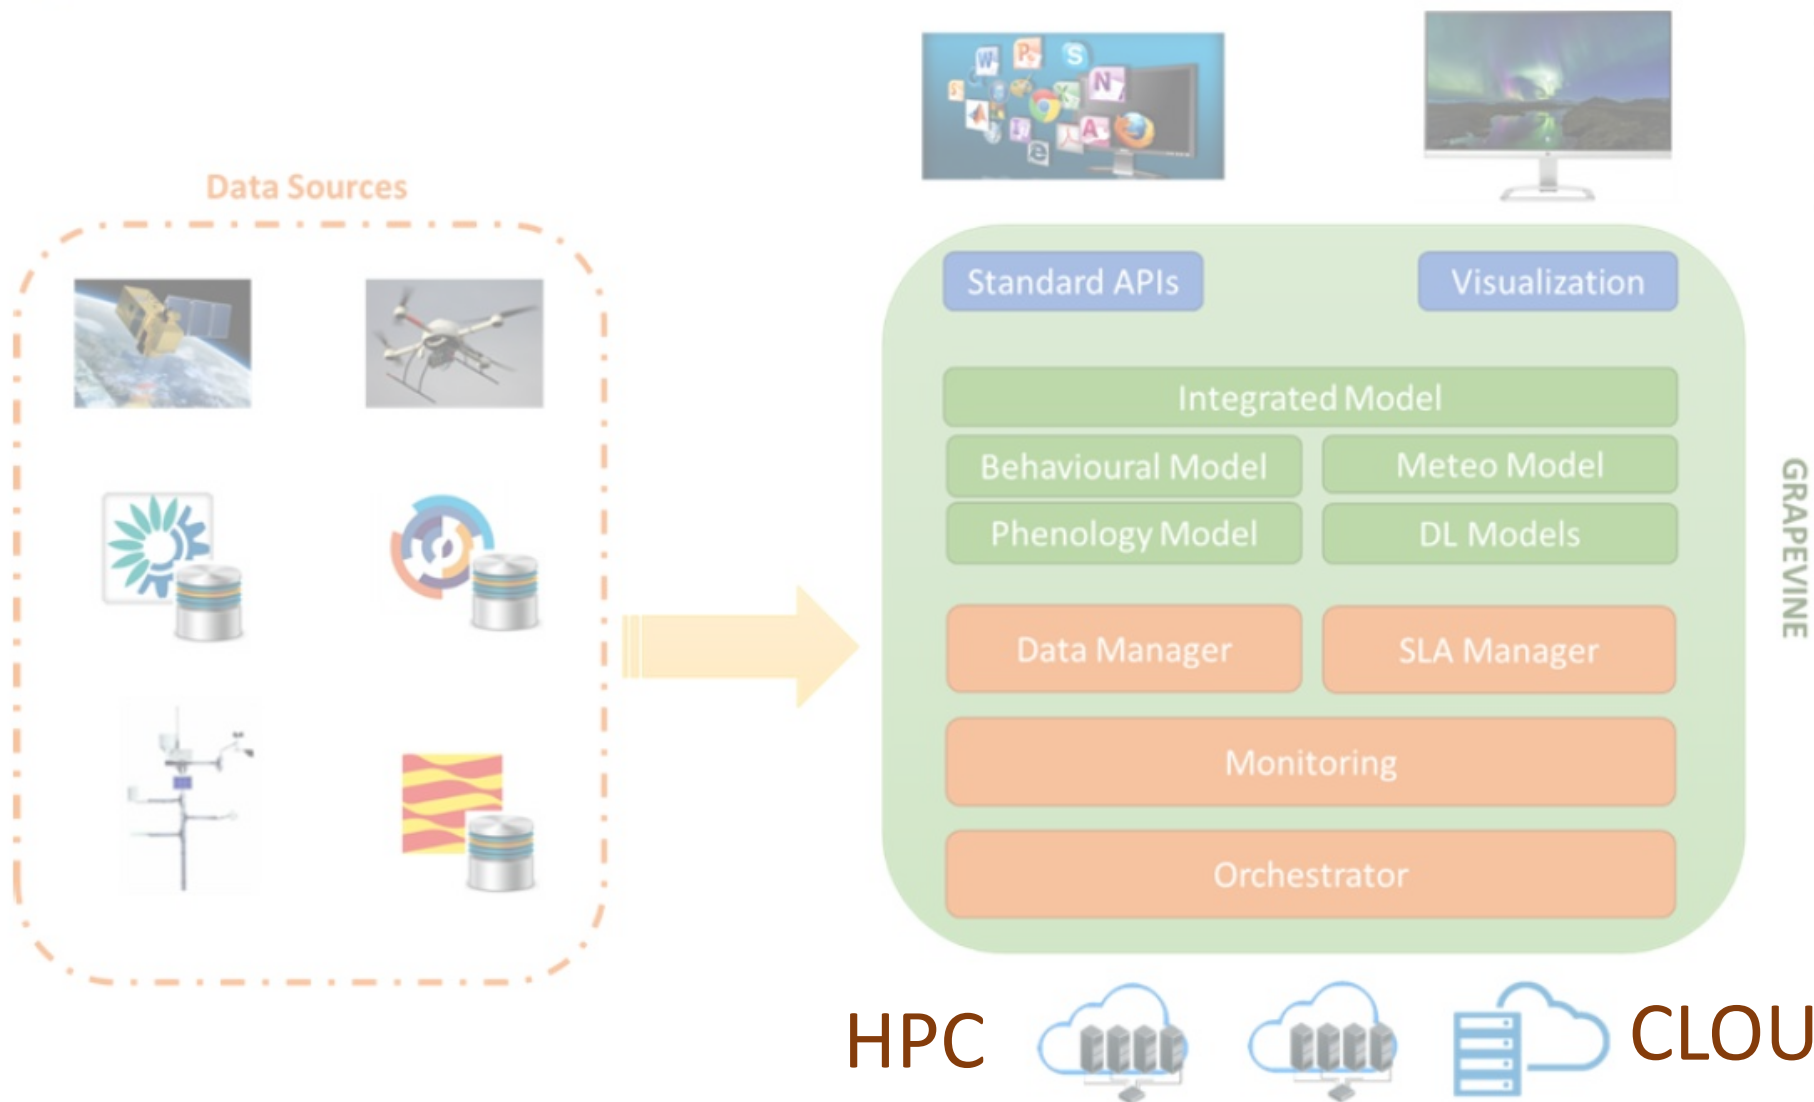 Data Sources
Standard APIs
Visualization
Integrated Model
Behavioural Model
Meteo Model
Phenology Model
DL Models
Data Manager
SLA Manager
Monitoring
Orchestrator
GRAPEVINE
HPC
CLOU